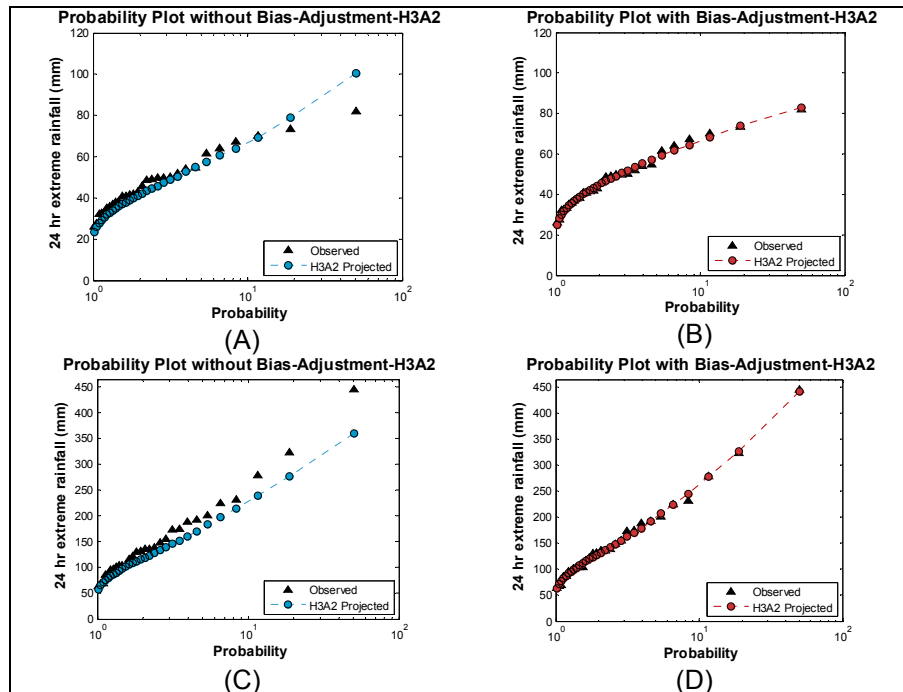 Probability Plot without Bias-Adjustment-H3A2
120
100
80
60
40
20
0
24 hr extreme rainfall (mm)
Observed
H3A2 Projected
10^0
10^1
10^2
Probability
(A)
Probability Plot with Bias-Adjustment-H3A2
120
100
80
60
40
20
0
24 hr extreme rainfall (mm)
Observed
H3A2 Projected
10^0
10^1
10^2
Probability
(B)
Probability Plot without Bias-Adjustment-H3A2
450
400
350
300
250
200
150
100
50
0
24 hr extreme rainfall (mm)
Observed
H3A2 Projected
10^0
10^1
10^2
Probability
(C)
Probability Plot with Bias-Adjustment-H3A2
450
400
350
300
250
200
150
100
50
0
24 hr extreme rainfall (mm)
Observed
H3A2 Projected
10^0
10^1
10^2
Probability
(D)